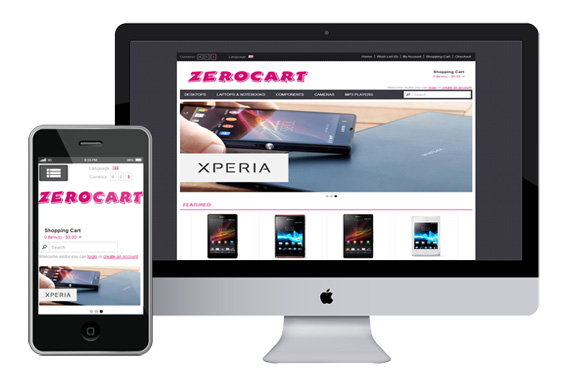 Currency € £ $ Language
Home | Wish List (0) | My Account | Shopping Cart | Checkout
ZEROCART
Shopping Cart
0 item(s) - $0.00
Welcome visitor you can login or create an account
DESKTOPS LAPTOPS & NOTEBOOKS COMPONENTS CAMERAS MP3 PLAYERS
Search
XPERIA
FEATURED
Language
Currency € £ $
ZEROCART
Shopping Cart
0 item(s) - $0.00
Search
Welcome visitor you can login or create an account
XPERIA